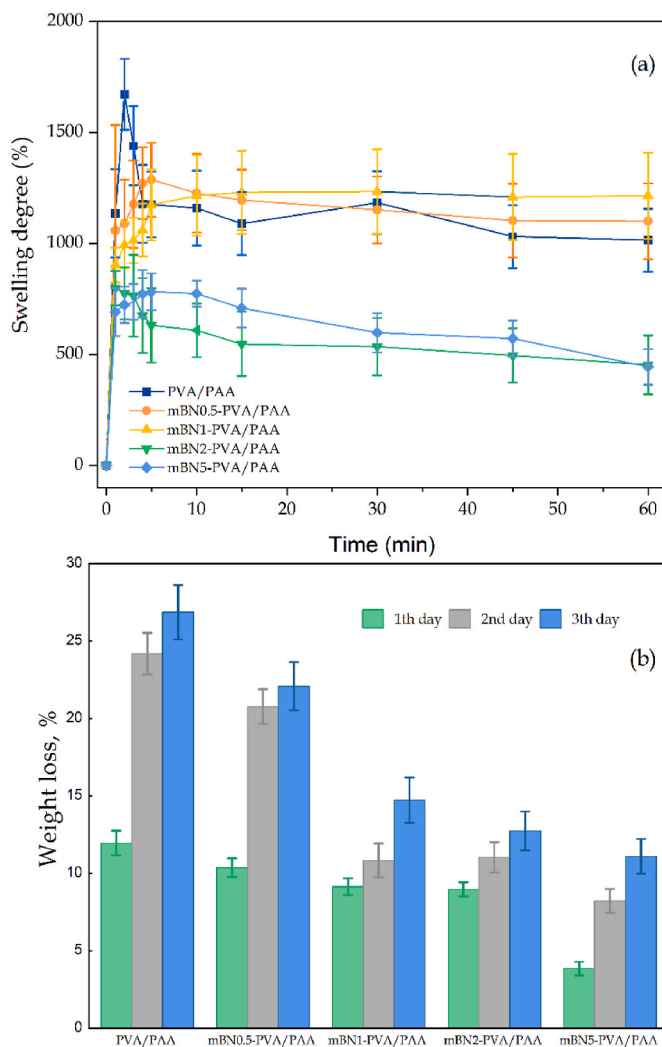 2000
(a)
1500
1000
500
0
Swelling degree (%)
PVA/PAA
mBN0.5-PVA/PAA
mBN1-PVA/PAA
mBN2-PVA/PAA
mBN5-PVA/PAA
0 10 20 30 40 50 60
Time (min)
30
25
20
15
10
5
0
Weight loss, %
1th day 2nd day 3th day
(b)
PVA/PAA mBN0.5-PVA/PAA mBN1-PVA/PAA mBN2-PVA/PAA mBN5-PVA/PAA